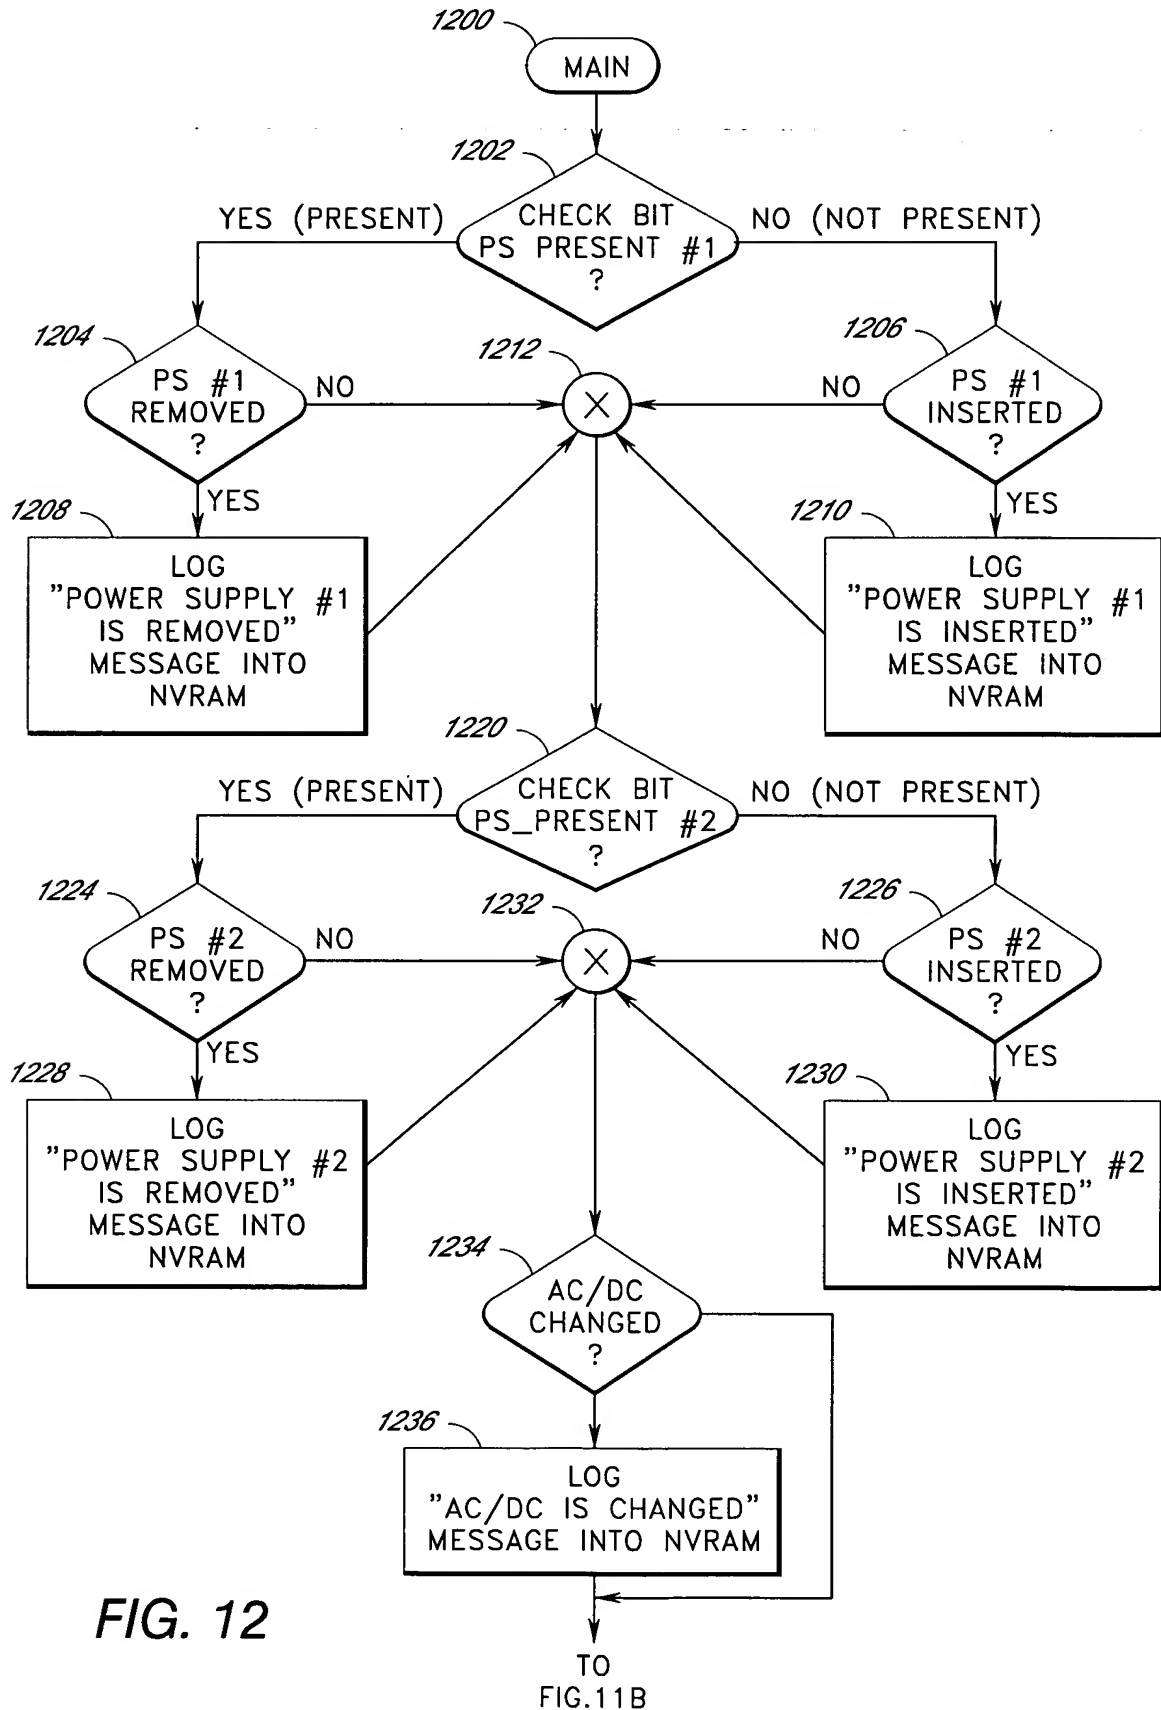 1200
MAIN
1202
CHECK BIT
PS PRESENT #1
?
YES (PRESENT)
NO (NOT PRESENT)
1204
PS #1
REMOVED
?
NO
YES
1212
X
1206
PS #1
INSERTED
?
NO
YES
1208
LOG
"POWER SUPPLY #1
IS REMOVED"
MESSAGE INTO
NVRAM
1210
LOG
"POWER SUPPLY #1
IS INSERTED"
MESSAGE INTO
NVRAM
1220
CHECK BIT
PS_PRESENT #2
?
YES (PRESENT)
NO (NOT PRESENT)
1224
PS #2
REMOVED
?
NO
YES
1232
X
1226
PS #2
INSERTED
?
NO
YES
1228
LOG
"POWER SUPPLY #2
IS REMOVED"
MESSAGE INTO
NVRAM
1230
LOG
"POWER SUPPLY #2
IS INSERTED"
MESSAGE INTO
NVRAM
1234
AC/DC
CHANGED
?
1236
LOG
"AC/DC IS CHANGED"
MESSAGE INTO NVRAM
FIG. 12
TO
FIG.11B